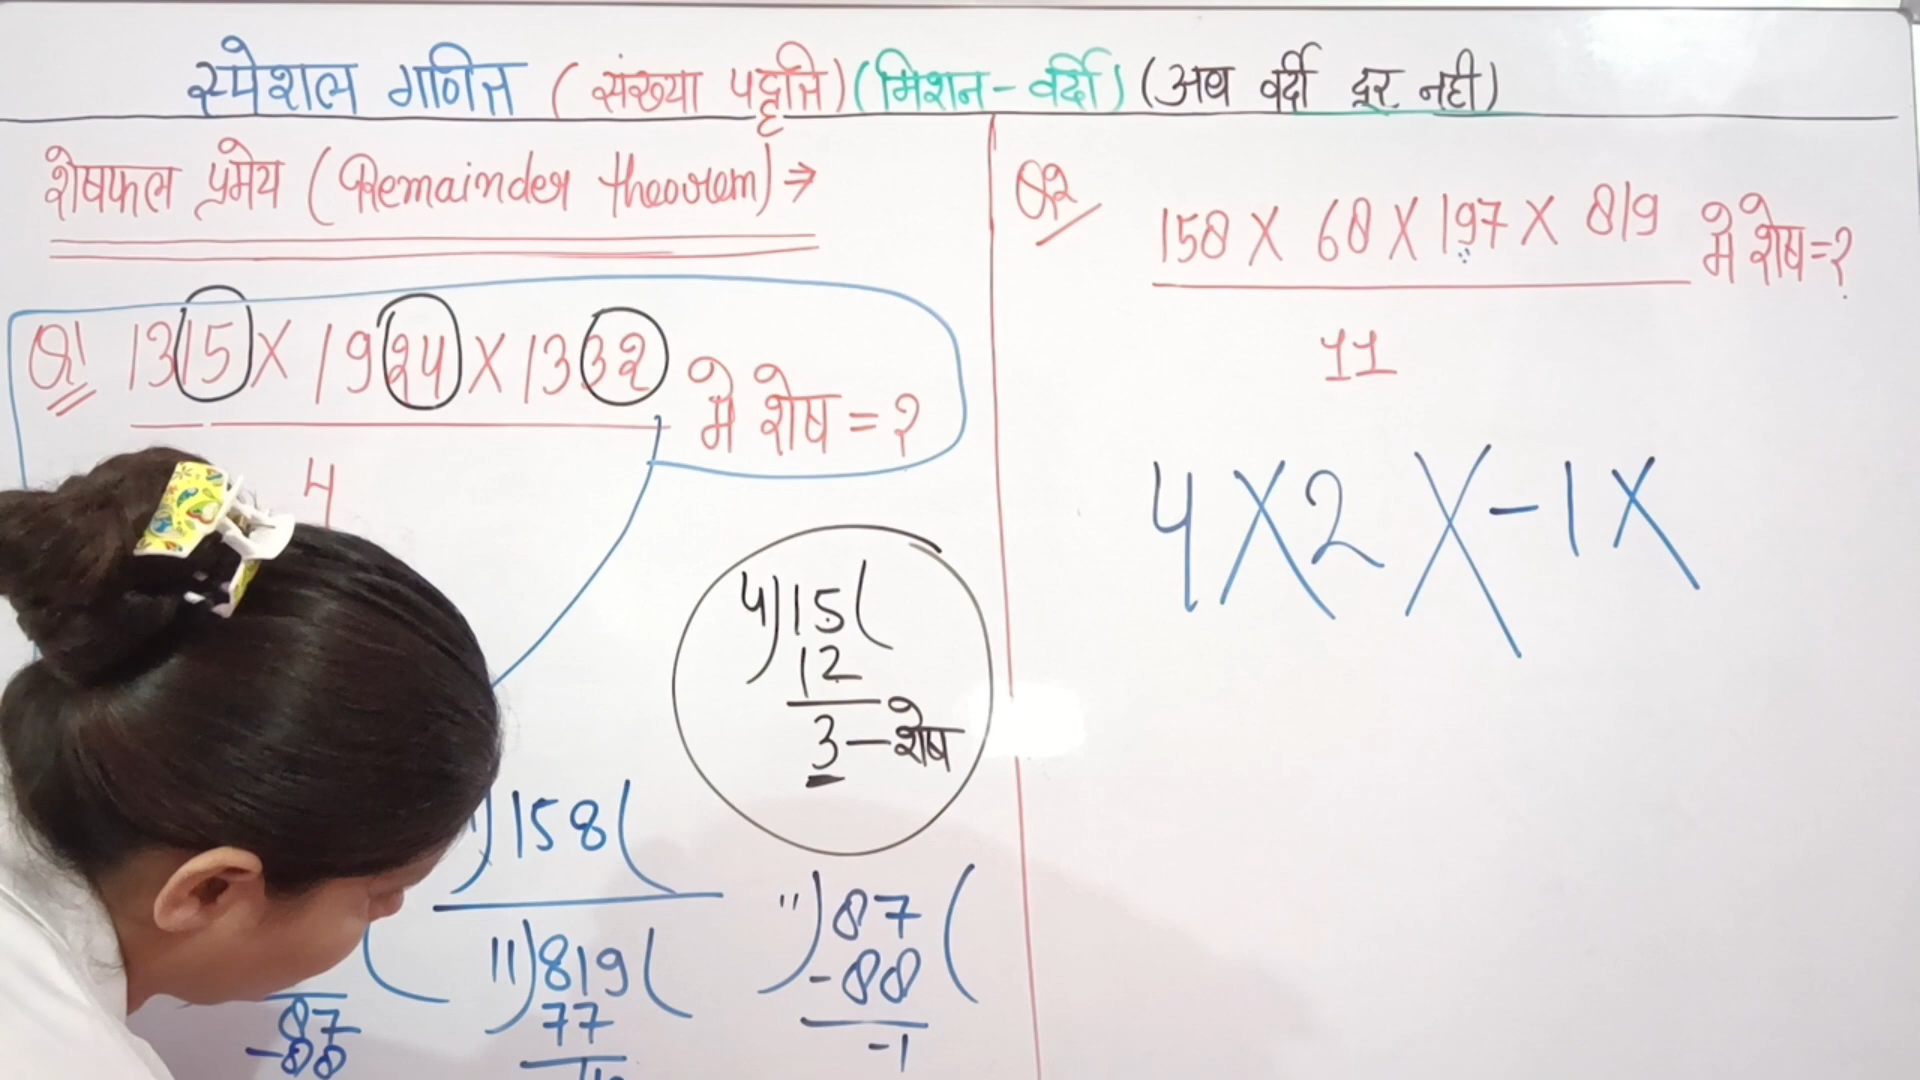 स्पेशल गणित (संख्या पद्दति) (मिशन - वर्दी) (अब वर्दी दूर नही)
शेषफल प्रमेय (Remainder theorem) →
Q1 1315 X 1924 X 1332 मे शेष = ?
4
4)15(
12
3 — शेष
)158(
11)819(
77
87
-88
11)87(
-88
-1
Q2 158 X 68 X 197 X 819 मे शेष = ?
11
4 X 2 X -1 X